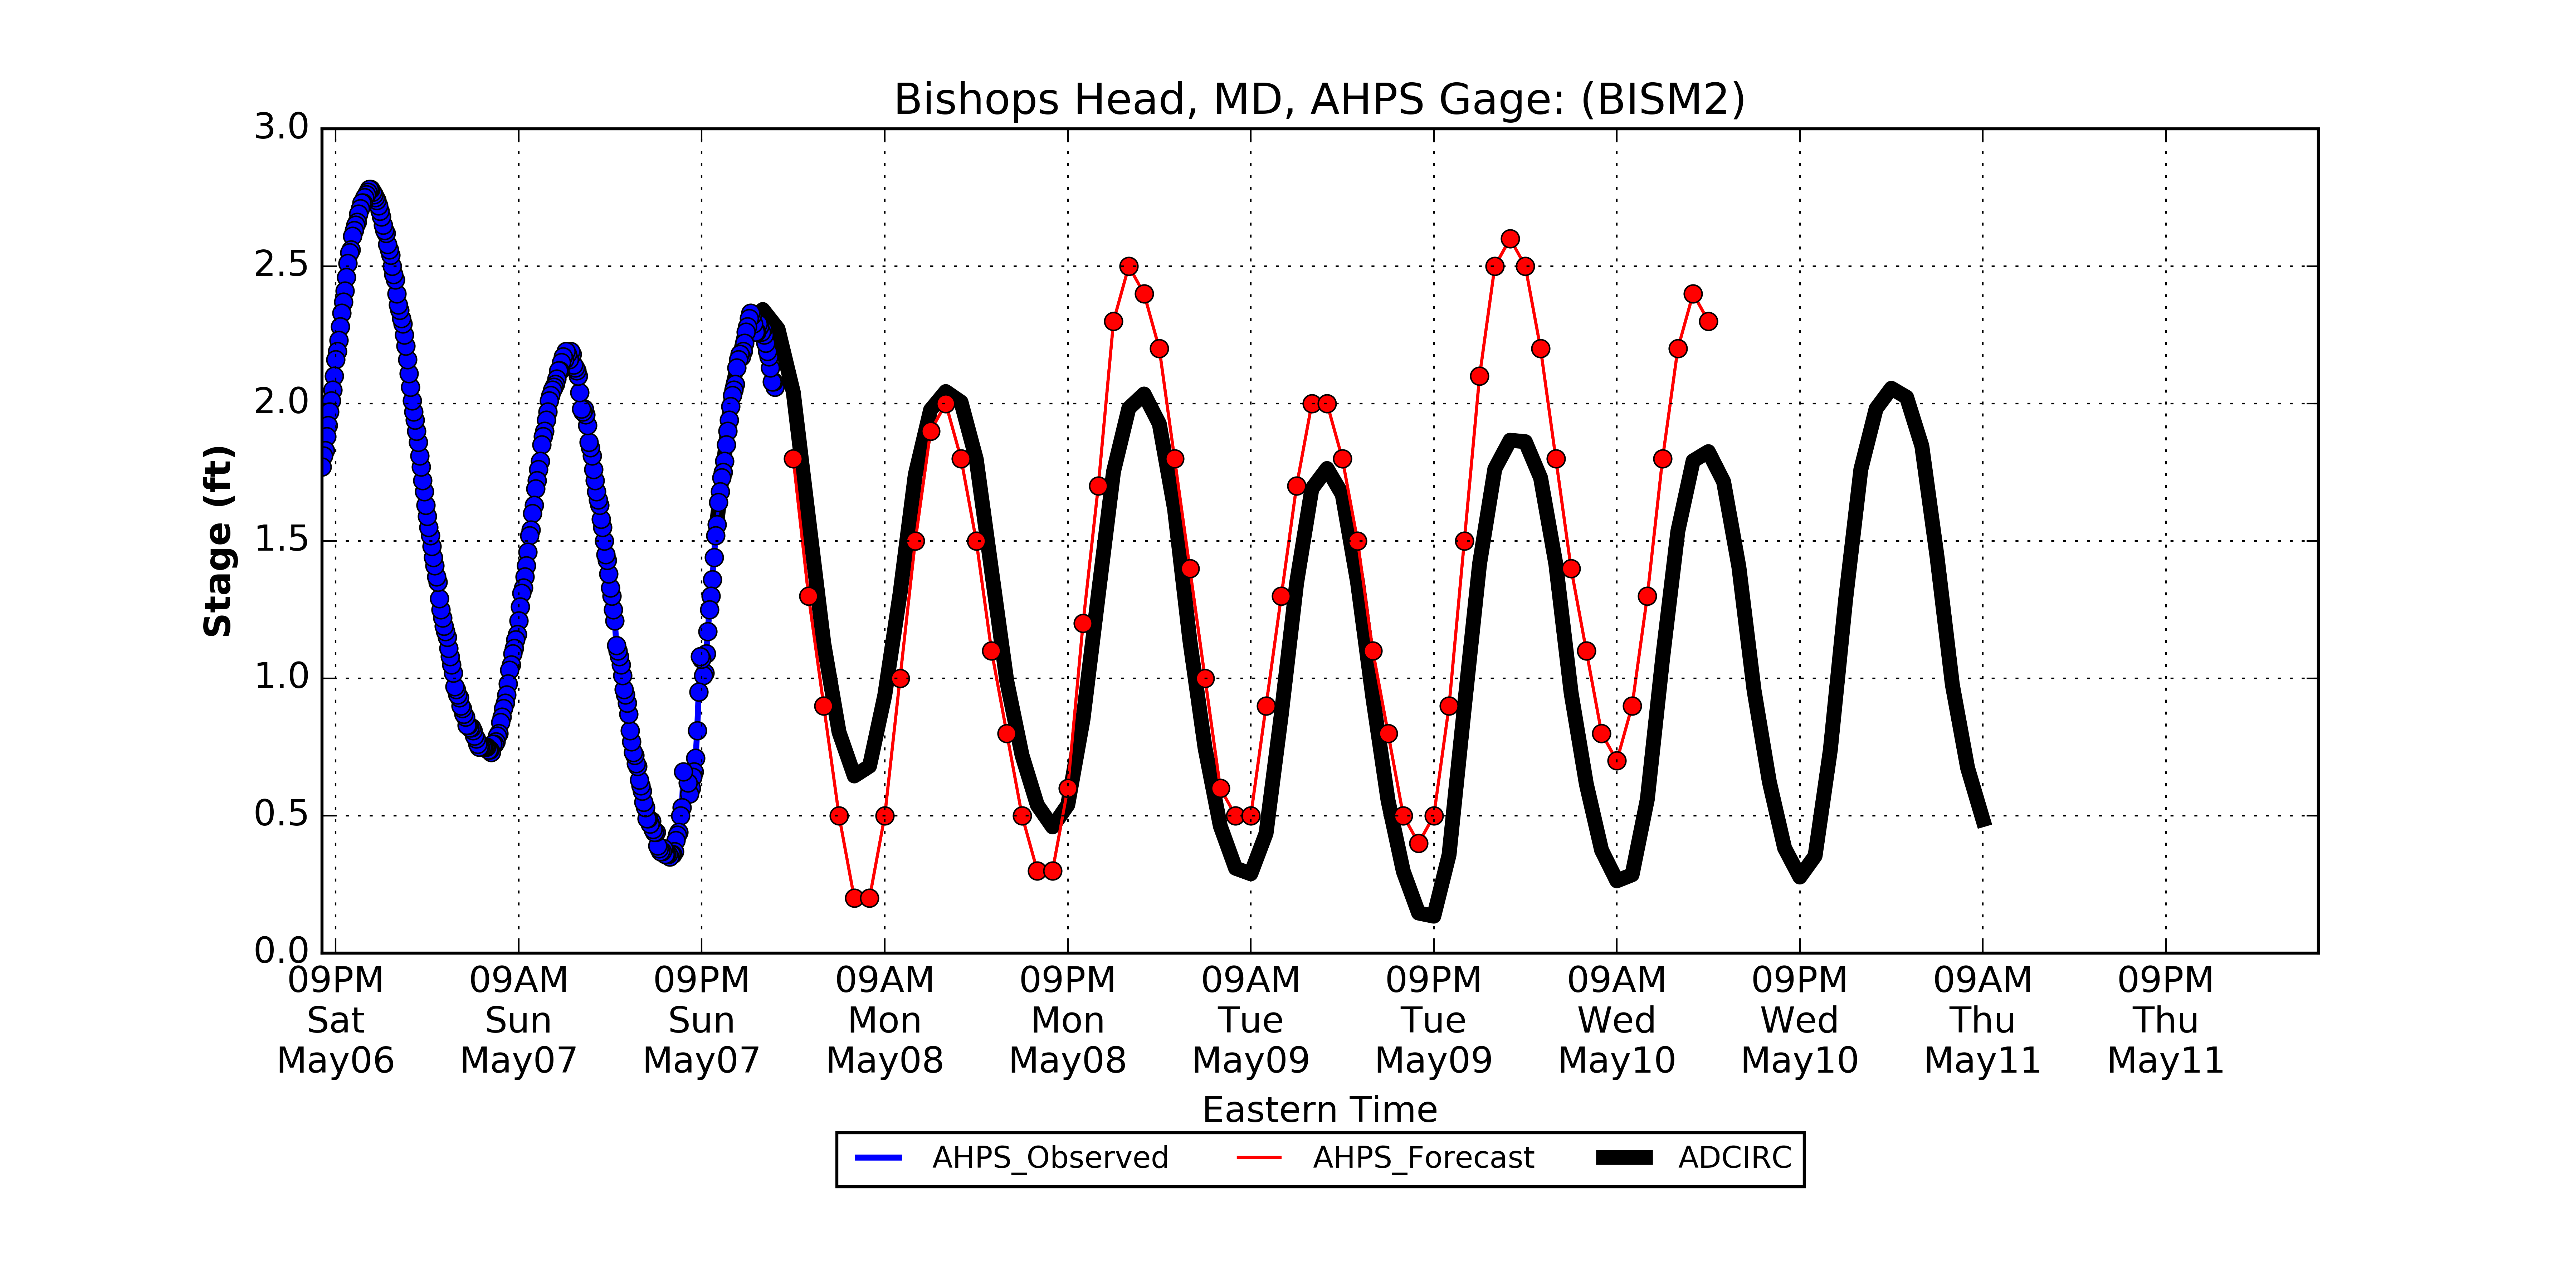 Bishops Head, MD, AHPS Gage: (BISM2)
3.0
2.5
2.0
1.5
1.0
0.5
0.0
Stage (ft)
09PM 09AM 09PM 09AM 09PM 09AM 09PM 09AM 09PM 09AM 09PM
Sat Sun Sun Mon Mon Tue Tue Wed Wed Thu Thu
May06 May07 May07 May08 May08 May09 May09 May10 May10 May11 May11
Eastern Time
AHPS_Observed AHPS_Forecast ADCIRC